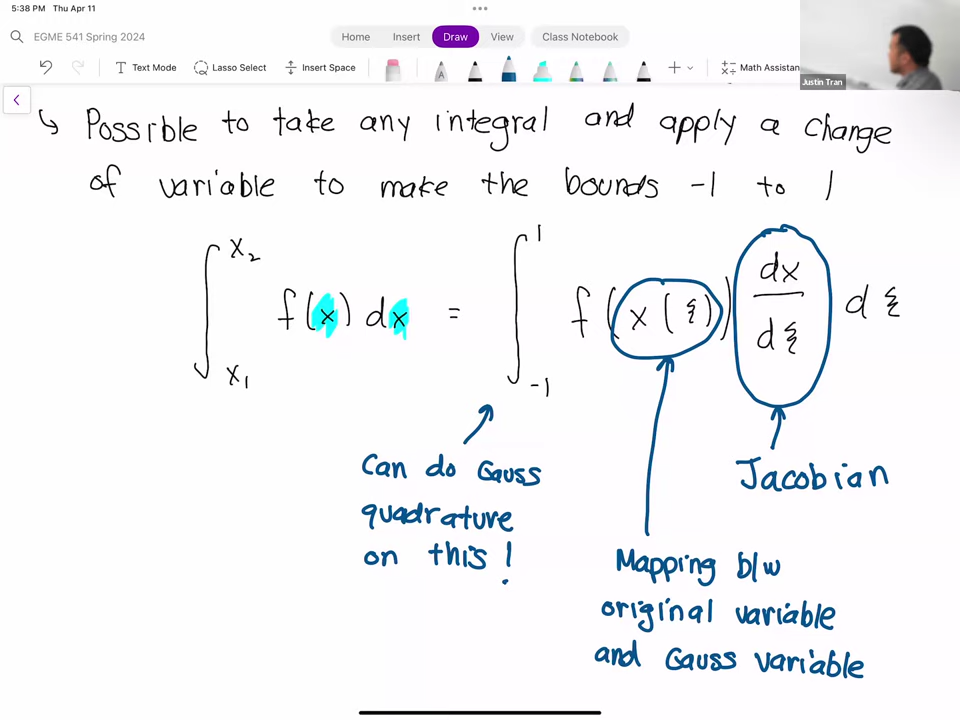 5:38 PM Thu Apr 11
EGME 541 Spring 2024
Home Insert Draw View Class Notebook
Text Mode Lasso Select Insert Space A Math Assistan
Justin Tran
↳ Possible to take any integral and apply a change
of variable to make the bounds -1 to 1
∫_{x₁}^{x₂} f(x) dx = ∫_{-1}^{1} f(x(ξ)) dx/dξ dξ
Can do Gauss
quadrature
on this!
Jacobian
Mapping b/w
original variable
and Gauss variable